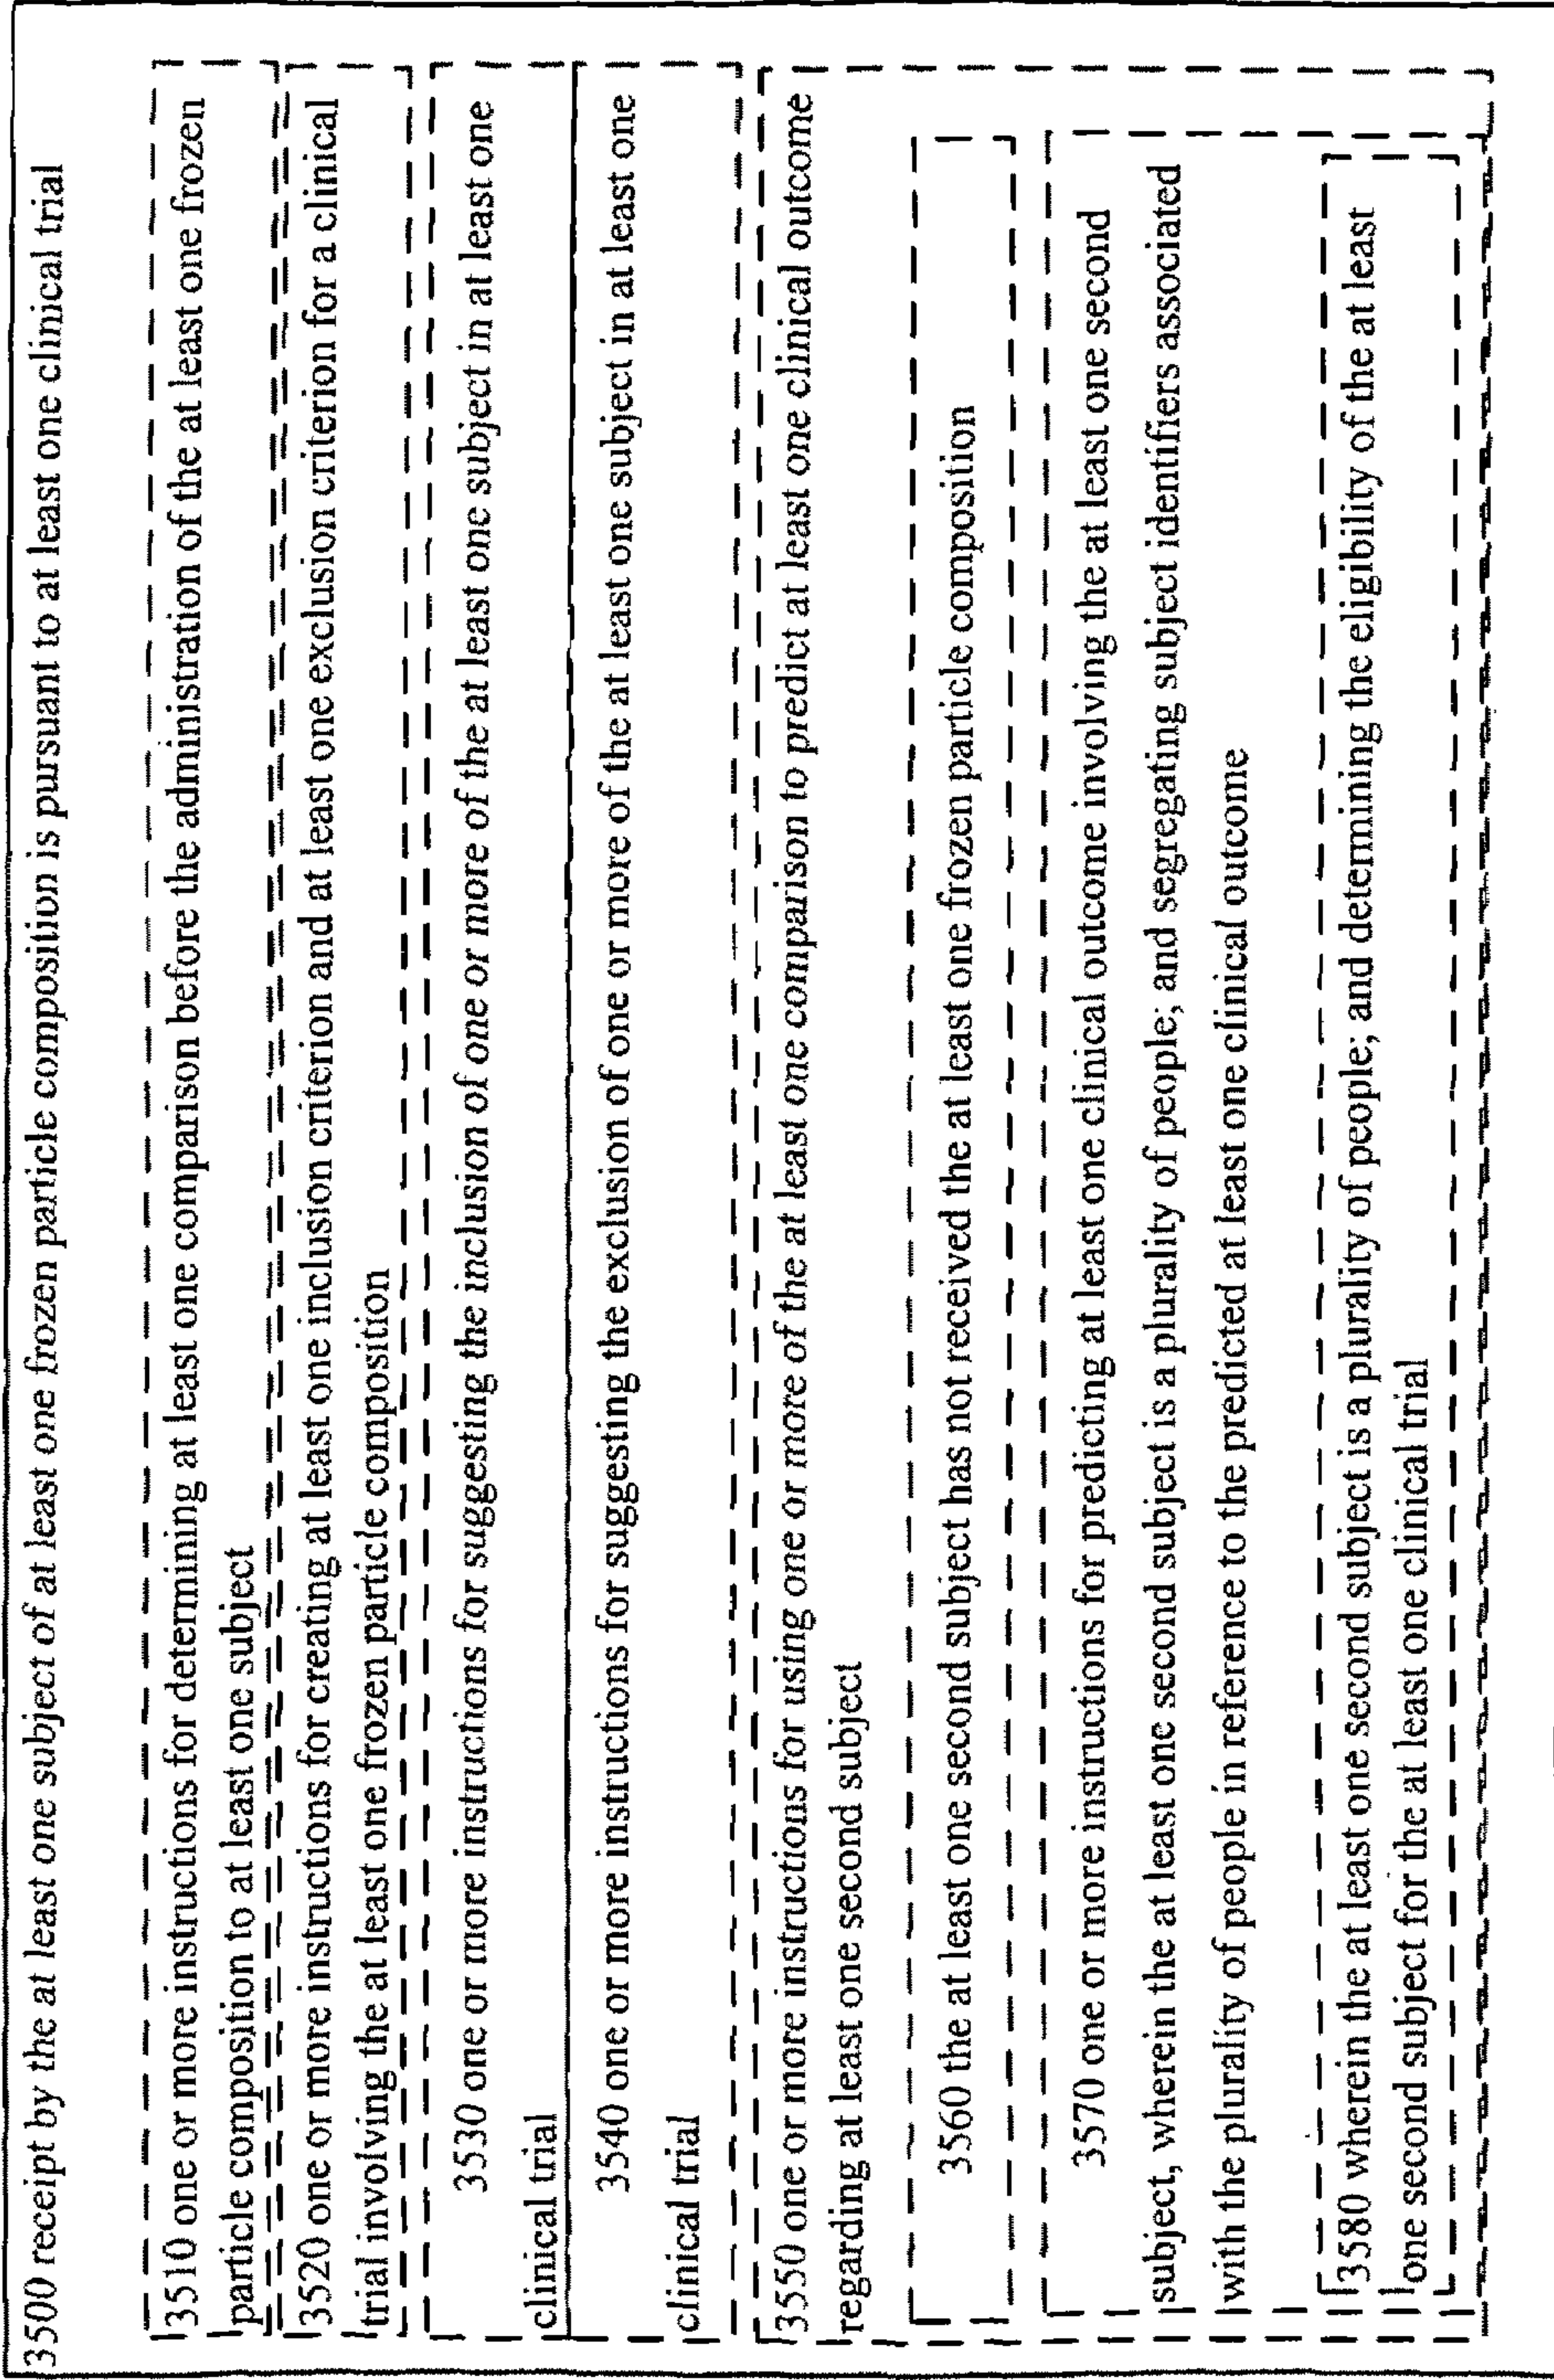 3500 receipt by the at least one subject of at least one frozen particle composition is pursuant to at least one clinical trial
3510 one or more instructions for determining at least one comparison before the administration of the at least one frozen
particle composition to at least one subject
3520 one or more instructions for creating at least one inclusion criterion and at least one exclusion criterion for a clinical
trial involving the at least one frozen particle composition
3530 one or more instructions for suggesting the inclusion of one or more of the at least one subject in at least one
clinical trial
3540 one or more instructions for suggesting the exclusion of one or more of the at least one subject in at least one
clinical trial
3550 one or more instructions for using one or more of the at least one comparison to predict at least one clinical outcome
regarding at least one second subject
3560 the at least one second subject has not received the at least one frozen particle composition
3570 one or more instructions for predicting at least one clinical outcome involving the at least one second
subject, wherein the at least one second subject is a plurality of people; and segregating subject identifiers associated
with the plurality of people in reference to the predicted at least one clinical outcome
3580 wherein the at least one second subject is a plurality of people; and determining the eligibility of the at least
one second subject for the at least one clinical trial